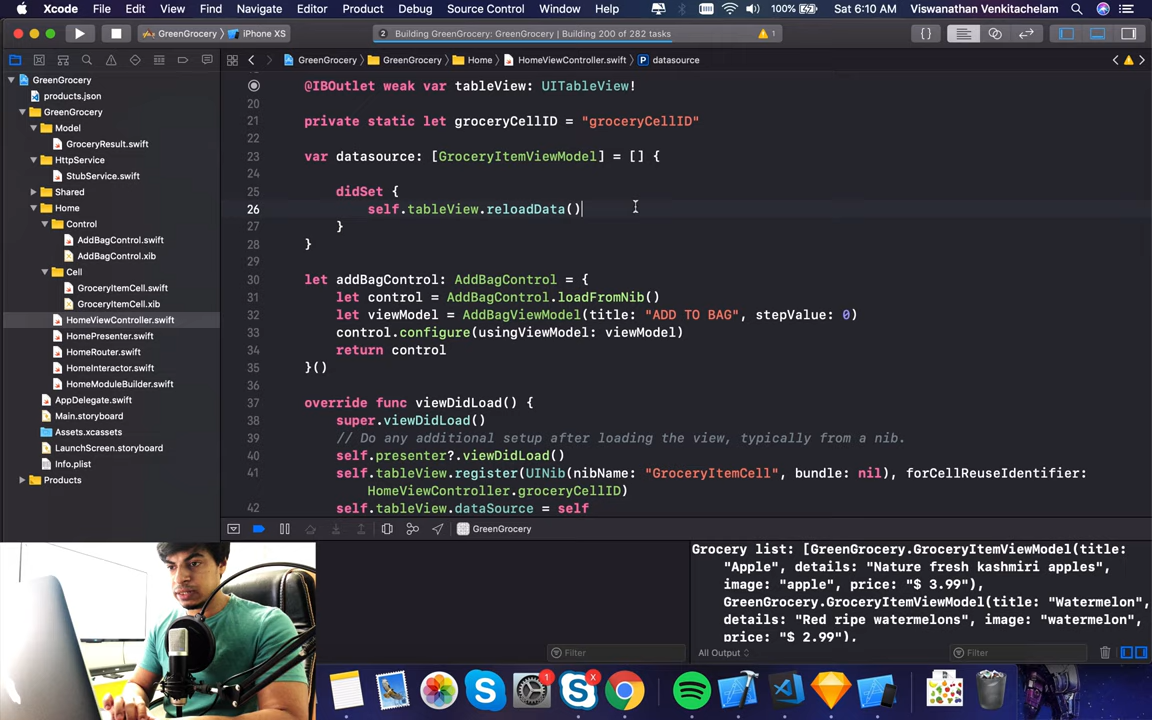 Xcode File Edit View Find Navigate Editor Product Debug Source Control Window Help 100% Sat 6:10 AM Viswanathan Venkitachelam
GreenGrocery iPhone XS 2 Building GreenGrocery: GreenGrocery | Building 200 of 282 tasks 1
GreenGrocery GreenGrocery Home HomeViewController.swift P datasource
GreenGrocery
products.json
GreenGrocery
Model
GroceryResult.swift
HttpService
StubService.swift
Shared
Home
Control
AddBagControl.swift
AddBagControl.xib
Cell
GroceryItemCell.swift
GroceryItemCell.xib
HomeViewController.swift
HomePresenter.swift
HomeRouter.swift
HomeInteractor.swift
HomeModuleBuilder.swift
AppDelegate.swift
Main.storyboard
Assets.xcassets
LaunchScreen.storyboard
Info.plist
Products
@IBOutlet weak var tableView: UITableView!
20
21 private static let groceryCellID = "groceryCellID"
22
23 var datasource: [GroceryItemViewModel] = [] {
24
25 didSet {
26 self.tableView.reloadData()
27 }
28 }
29
30 let addBagControl: AddBagControl = {
31 let control = AddBagControl.loadFromNib()
32 let viewModel = AddBagViewModel(title: "ADD TO BAG", stepValue: 0)
33 control.configure(usingViewModel: viewModel)
34 return control
35 }()
36
37 override func viewDidLoad() {
38 super.viewDidLoad()
39 // Do any additional setup after loading the view, typically from a nib.
40 self.presenter?.viewDidLoad()
41 self.tableView.register(UINib(nibName: "GroceryItemCell", bundle: nil), forCellReuseIdentifier:
HomeViewController.groceryCellID)
42 self.tableView.dataSource = self
GreenGrocery
Grocery list: [GreenGrocery.GroceryItemViewModel(title:
"Apple", details: "Nature fresh kashmiri apples",
image: "apple", price: "$ 3.99"),
GreenGrocery.GroceryItemViewModel(title: "Watermelon",
details: "Red ripe watermelons", image: "watermelon",
price: "$ 2.99"),
Filter All Output Filter
1 X